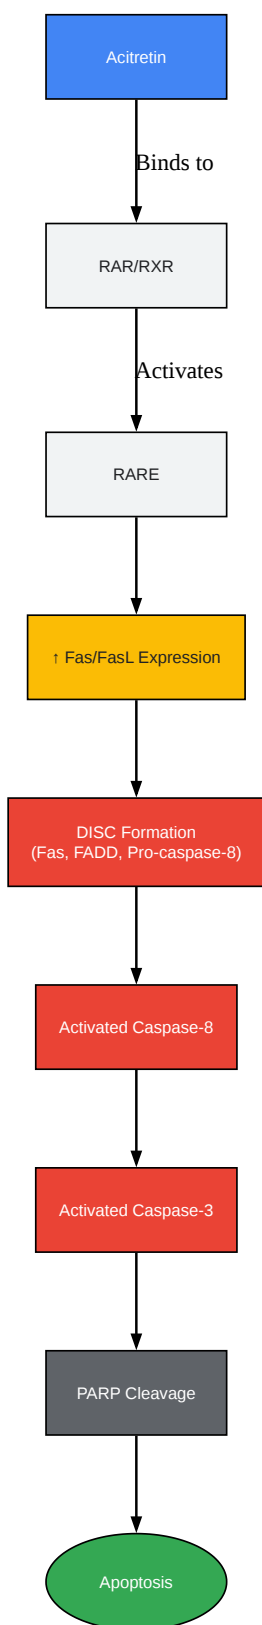 Acitretin
Binds to
RAR/RXR
Activates
RARE
↑ Fas/FasL Expression
DISC Formation
(Fas, FADD, Pro-caspase-8)
Activated Caspase-8
Activated Caspase-3
PARP Cleavage
Apoptosis